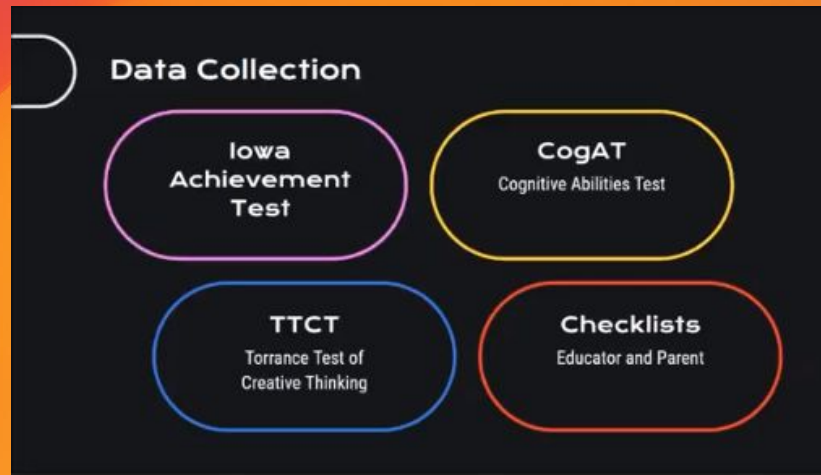 Data Collection
Iowa
Achievement
Test
CogAT
Cognitive Abilities Test
TTCT
Torrance Test of
Creative Thinking
Checklists
Educator and Parent